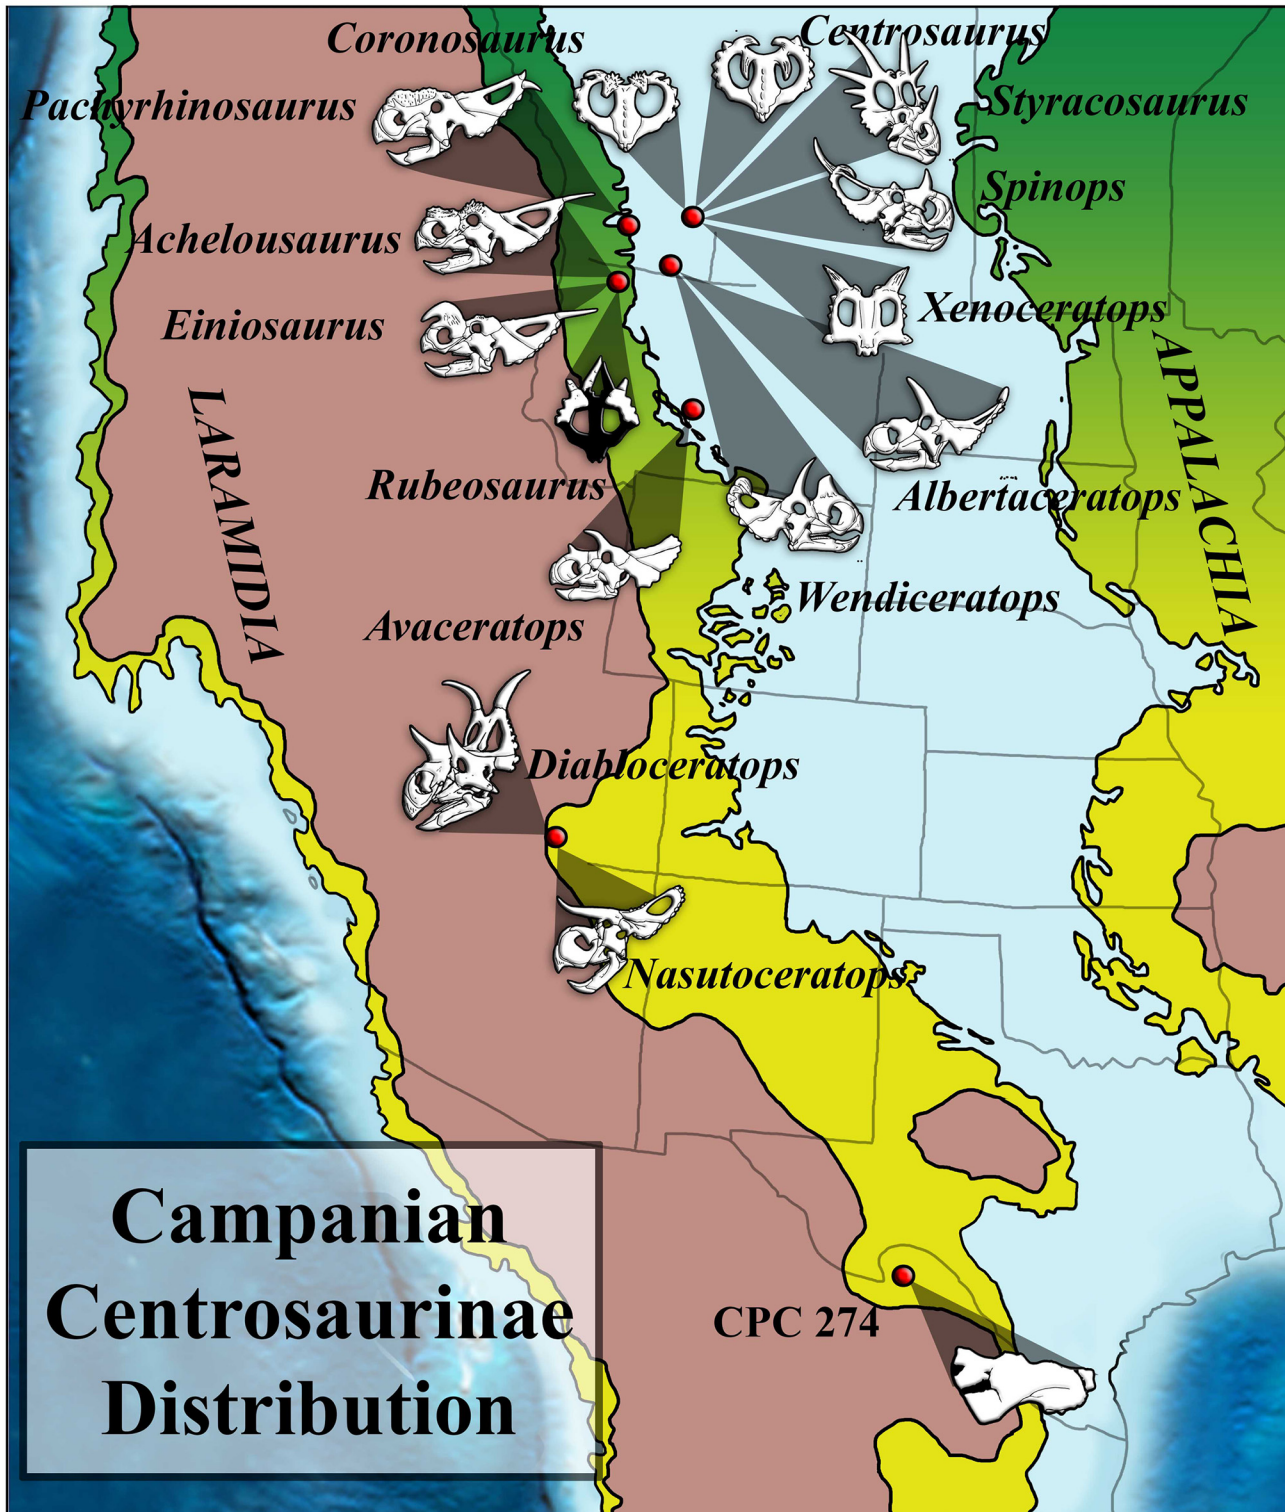 Coronosaurus
Centrosaurus
Pachyrhinosaurus
Styracosaurus
Spinops
Achelousaurus
Xenoceratops
Einiosaurus
LARAMIDIA
APPALACHIA
Rubeosaurus
Albertaceratops
Wendiceratops
Avaceratops
Diabloceratops
Nasutoceratops
CPC 274
Campanian
Centrosaurinae
Distribution